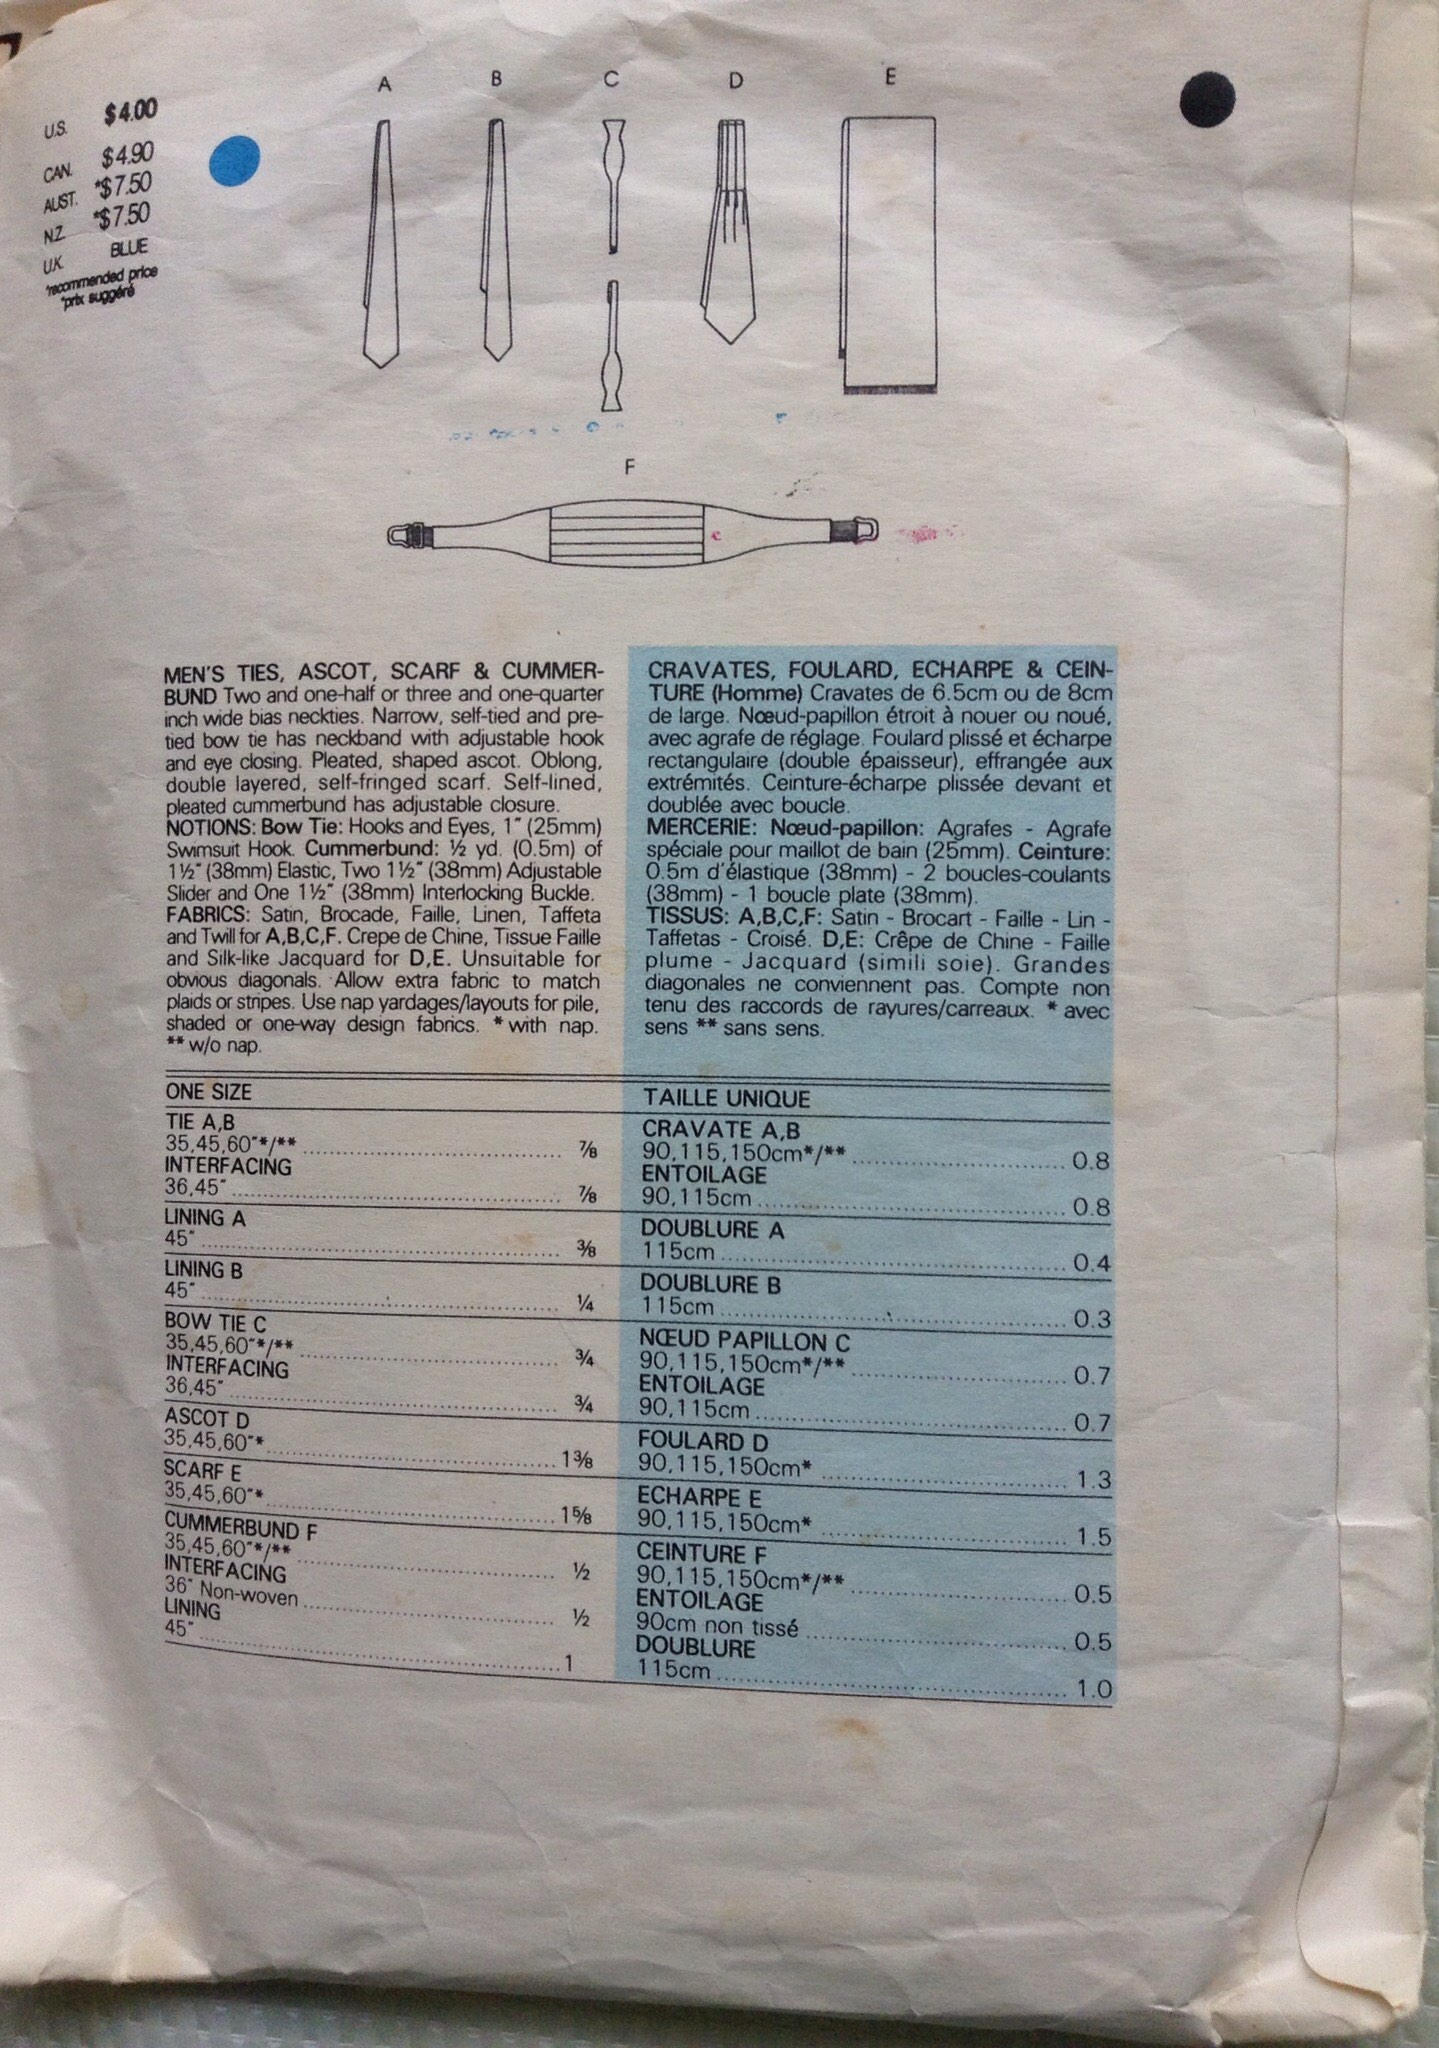 A B C D E
U.S. $4.00
CAN. $4.90
AUST. *$7.50
N.Z. *$7.50
U.K. BLUE
*recommended price
*prix suggéré
F
MEN'S TIES, ASCOT, SCARF & CUMMER-
BUND Two and one-half or three and one-quarter
inch wide bias neckties. Narrow, self-tied and pre-
tied bow tie has neckband with adjustable hook
and eye closing. Pleated, shaped ascot. Oblong,
double layered, self-fringed scarf. Self-lined,
pleated cummerbund has adjustable closure.
NOTIONS: Bow Tie: Hooks and Eyes, 1" (25mm)
Swimsuit Hook. Cummerbund: ½ yd. (0.5m) of
1½" (38mm) Elastic, Two 1½" (38mm) Adjustable
Slider and One 1½" (38mm) Interlocking Buckle.
FABRICS: Satin, Brocade, Faille, Linen, Taffeta
and Twill for A,B,C,F. Crepe de Chine, Tissue Faille
and Silk-like Jacquard for D,E. Unsuitable for
obvious diagonals. Allow extra fabric to match
plaids or stripes. Use nap yardages/layouts for pile,
shaded or one-way design fabrics. * with nap.
** w/o nap.
ONE SIZE
TIE A,B
35,45,60"*/** ⅞
INTERFACING
36,45" ⅞
LINING A
45" ⅜
LINING B
45" ¼
BOW TIE C
35,45,60"*/** ¾
INTERFACING
36,45" ¾
ASCOT D
35,45,60"* 1⅜
SCARF E
35,45,60"* 1⅝
CUMMERBUND F
35,45,60"*/** ½
INTERFACING
36" Non-woven ½
LINING
45" 1
CRAVATES, FOULARD, ECHARPE & CEIN-
TURE (Homme) Cravates de 6.5cm ou de 8cm
de large. Nœud-papillon étroit à nouer ou noué,
avec agrafe de réglage. Foulard plissé et écharpe
rectangulaire (double épaisseur), effrangée aux
extrémités. Ceinture-écharpe plissée devant et
doublée avec boucle.
MERCERIE: Nœud-papillon: Agrafes - Agrafe
spéciale pour maillot de bain (25mm). Ceinture:
0.5m d'élastique (38mm) - 2 boucles-coulants
(38mm) - 1 boucle plate (38mm).
TISSUS: A,B,C,F: Satin - Brocart - Faille - Lin -
Taffetas - Croisé. D,E: Crêpe de Chine - Faille
plume - Jacquard (simili soie). Grandes
diagonales ne conviennent pas. Compte non
tenu des raccords de rayures/carreaux. * avec
sens ** sans sens.
TAILLE UNIQUE
CRAVATE A,B
90,115,150cm*/** 0.8
ENTOILAGE
90,115cm 0.8
DOUBLURE A
115cm 0.4
DOUBLURE B
115cm 0.3
NŒUD PAPILLON C
90,115,150cm*/** 0.7
ENTOILAGE
90,115cm 0.7
FOULARD D
90,115,150cm* 1.3
ECHARPE E
90,115,150cm* 1.5
CEINTURE F
90,115,150cm*/** 0.5
ENTOILAGE
90cm non tissé 0.5
DOUBLURE
115cm 1.0